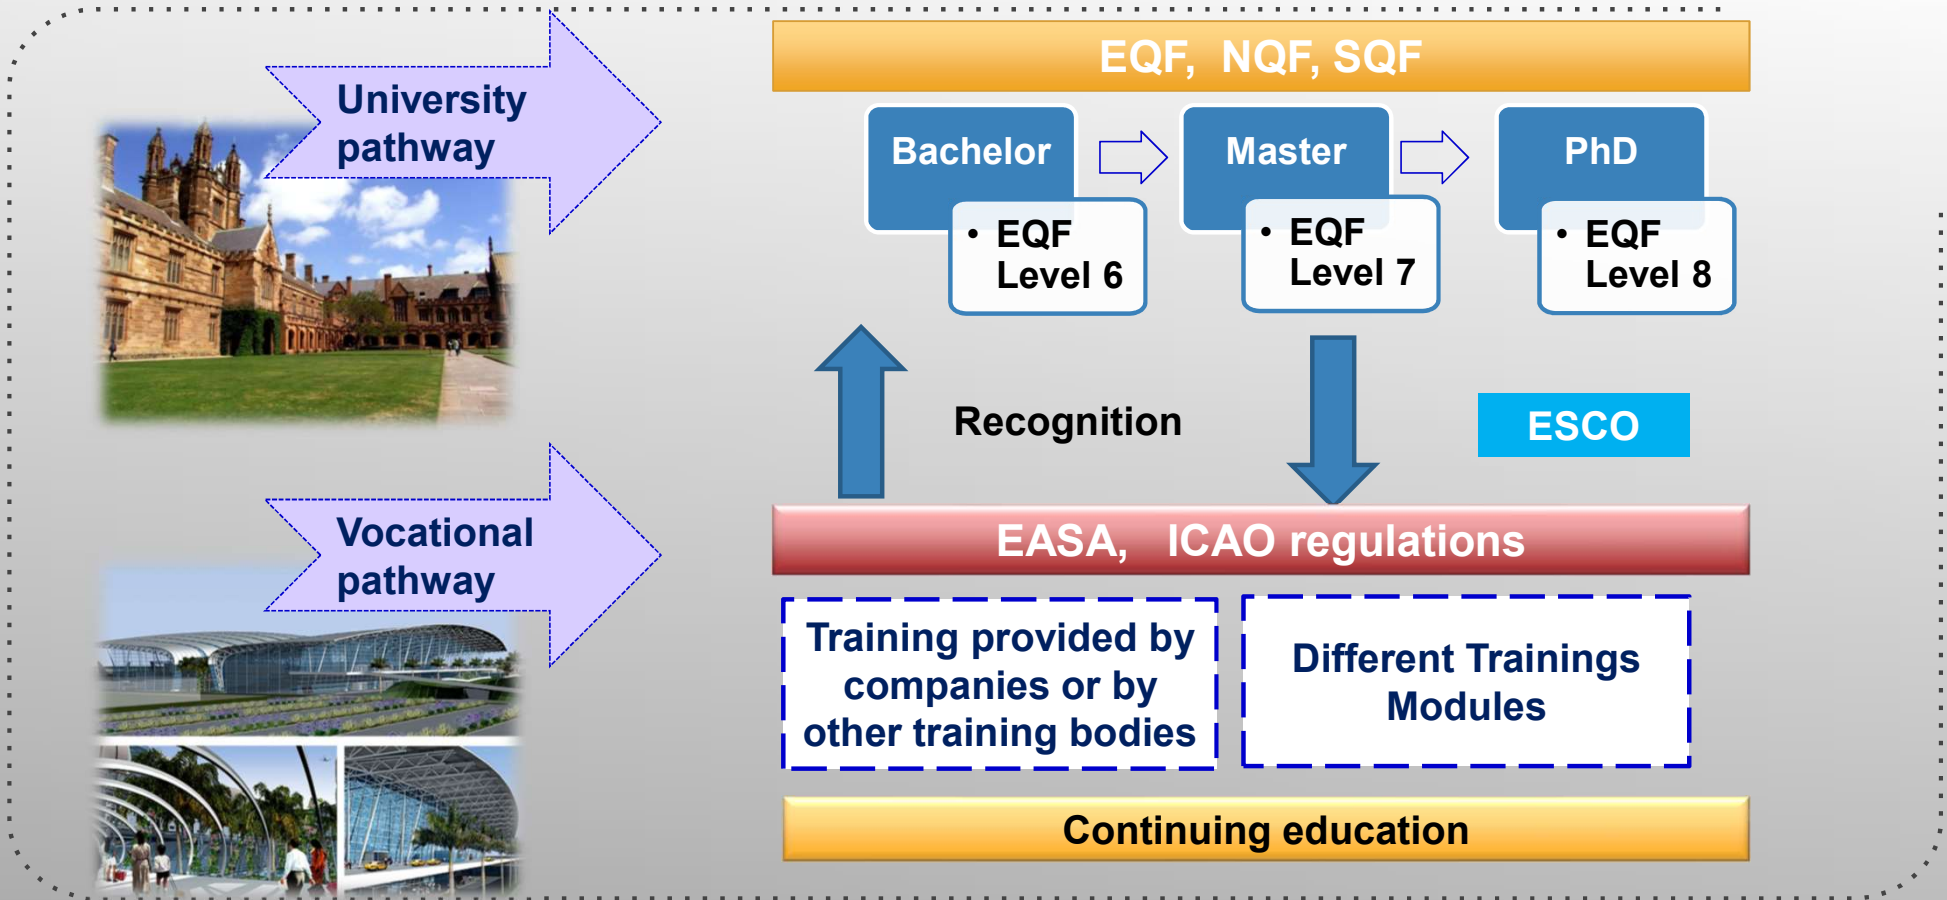 University
pathway
EQF, NQF, SQF
Bachelor
Master
PhD
• EQF
Level 6
• EQF
Level 7
• EQF
Level 8
Recognition
ESCO
Vocational
pathway
EASA, ICAO regulations
Training provided by
companies or by
other training bodies
Different Trainings
Modules
Continuing education